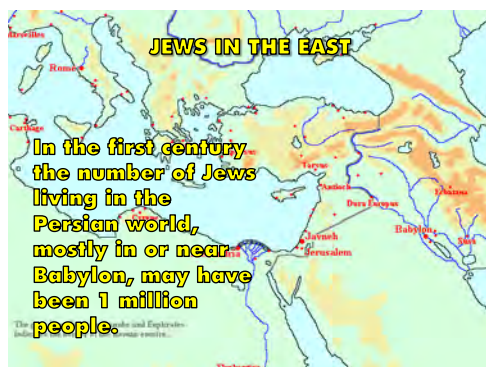 JEWS IN THE EAST
Rome
Carthage
In the first century
the number of Jews
living in the
Persian world,
mostly in or near
Babylon, may have
been 1 million
people.
Tarsus
Antioch
Dura Europus
Ecbatana
Babylon
Susa
Javneh
Jerusalem